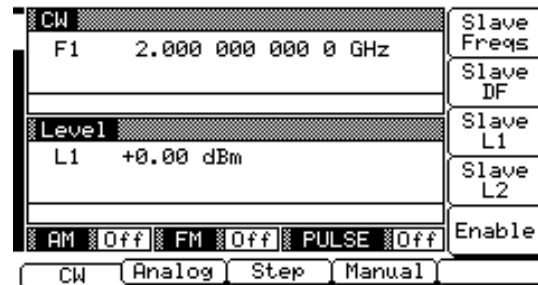 CW
F1 2.000 000 000 0 GHz
Level
L1 +0.00 dBm
AM Off FM Off PULSE Off
CW Analog Step Manual
Slave
Freqs
Slave
DF
Slave
L1
Slave
L2
Enable